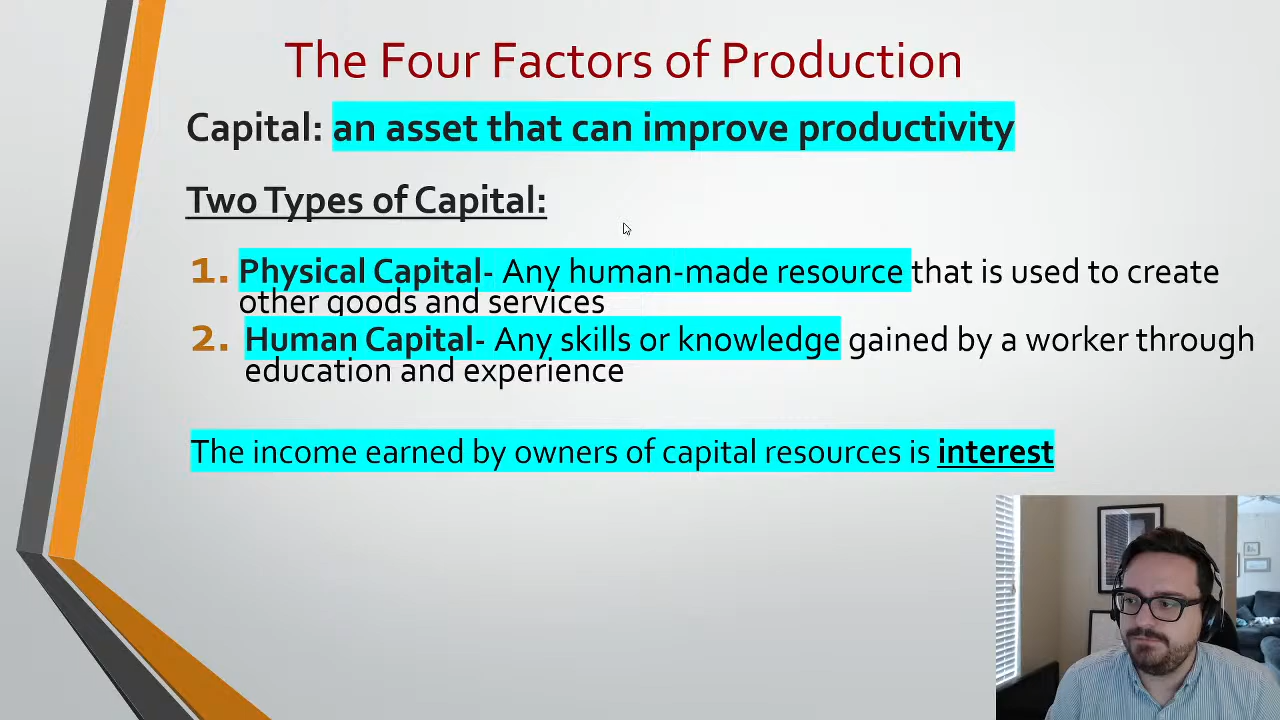 The Four Factors of Production
Capital: an asset that can improve productivity
Two Types of Capital:
1. Physical Capital- Any human-made resource that is used to create
other goods and services
2. Human Capital- Any skills or knowledge gained by a worker through
education and experience
The income earned by owners of capital resources is interest